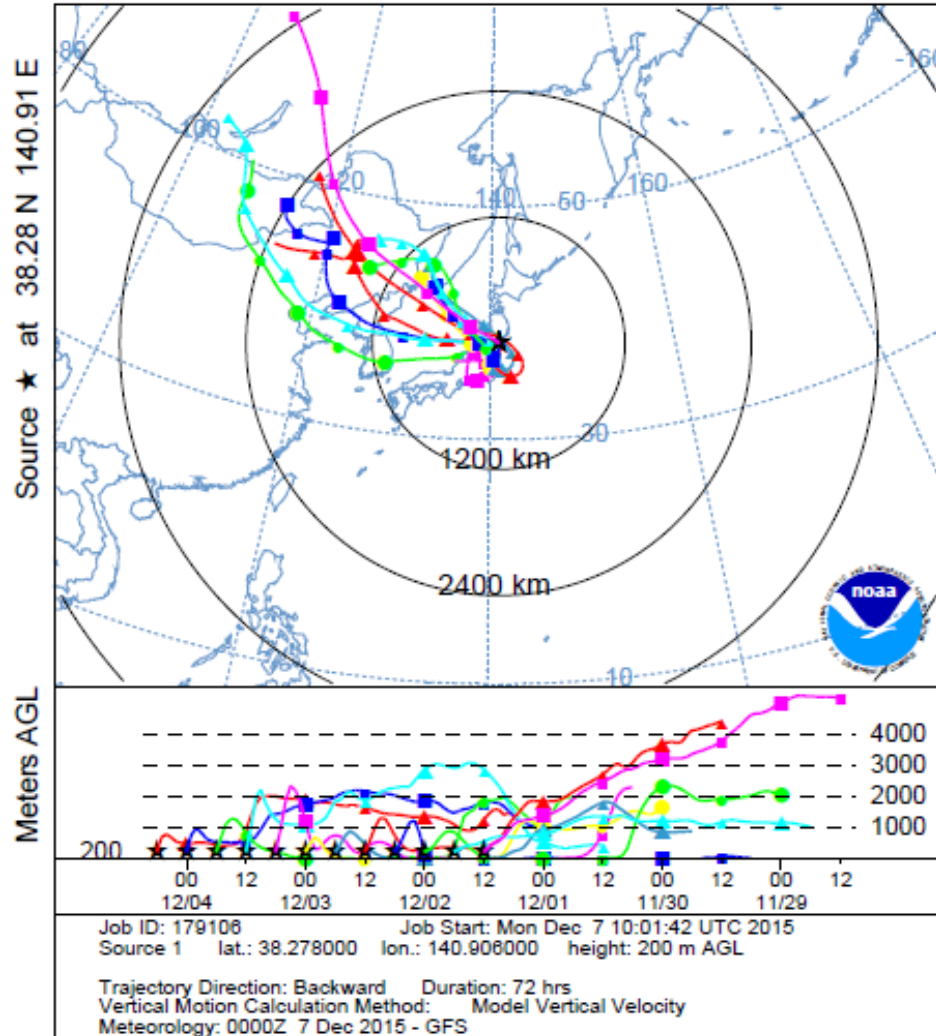 Source ★ at 38.28 N 140.91 E
80
100
120
140
50
160
-160
30
1200 km
2400 km
10
noaa
Meters AGL
4000
3000
2000
1000
200
00 12 00 12 00 12 00 12 00 12 00 12
12/04 12/03 12/02 12/01 11/30 11/29
Job ID: 179106 Job Start: Mon Dec 7 10:01:42 UTC 2015
Source 1 lat.: 38.278000 lon.: 140.906000 height: 200 m AGL
Trajectory Direction: Backward Duration: 72 hrs
Vertical Motion Calculation Method: Model Vertical Velocity
Meteorology: 0000Z 7 Dec 2015 - GFS